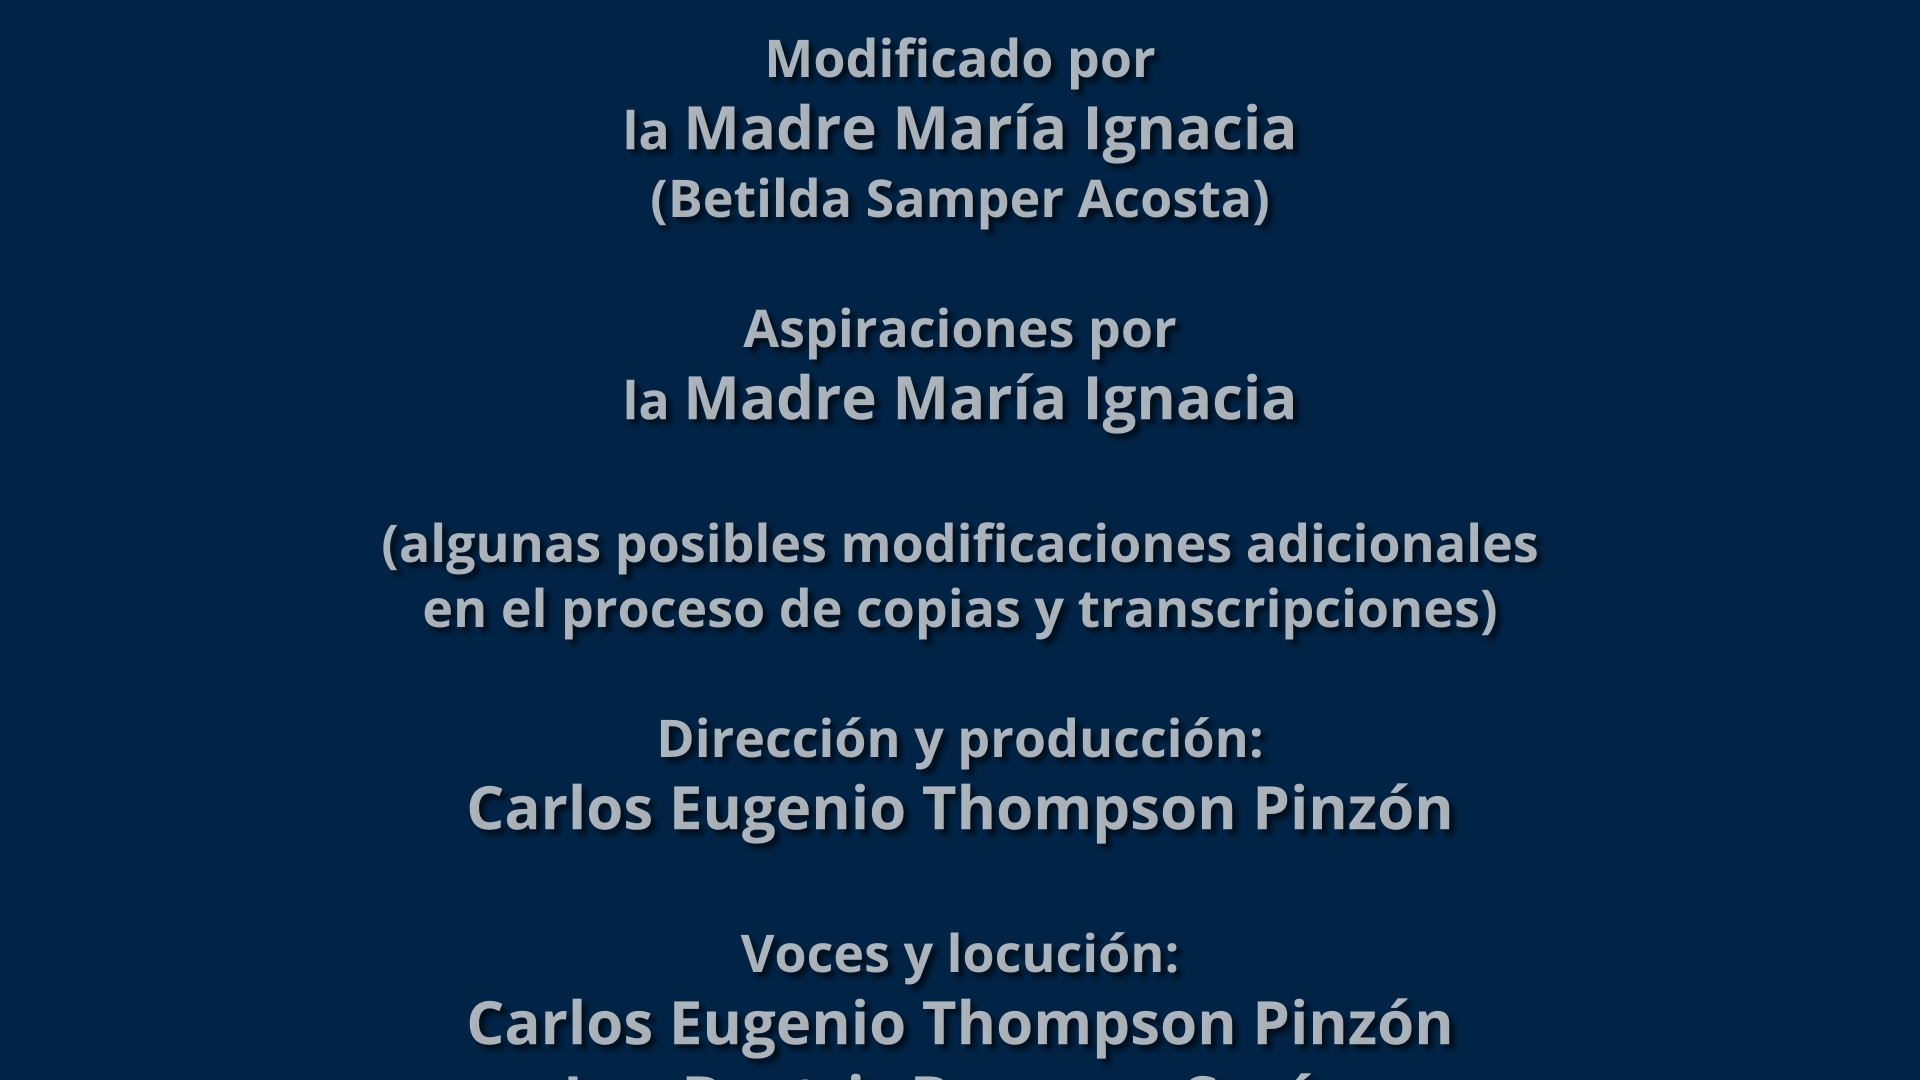 Modificado por
la Madre María Ignacia
(Betilda Samper Acosta)
Aspiraciones por
la Madre María Ignacia
(algunas posibles modificaciones adicionales
en el proceso de copias y transcripciones)
Dirección y producción:
Carlos Eugenio Thompson Pinzón
Voces y locución:
Carlos Eugenio Thompson Pinzón